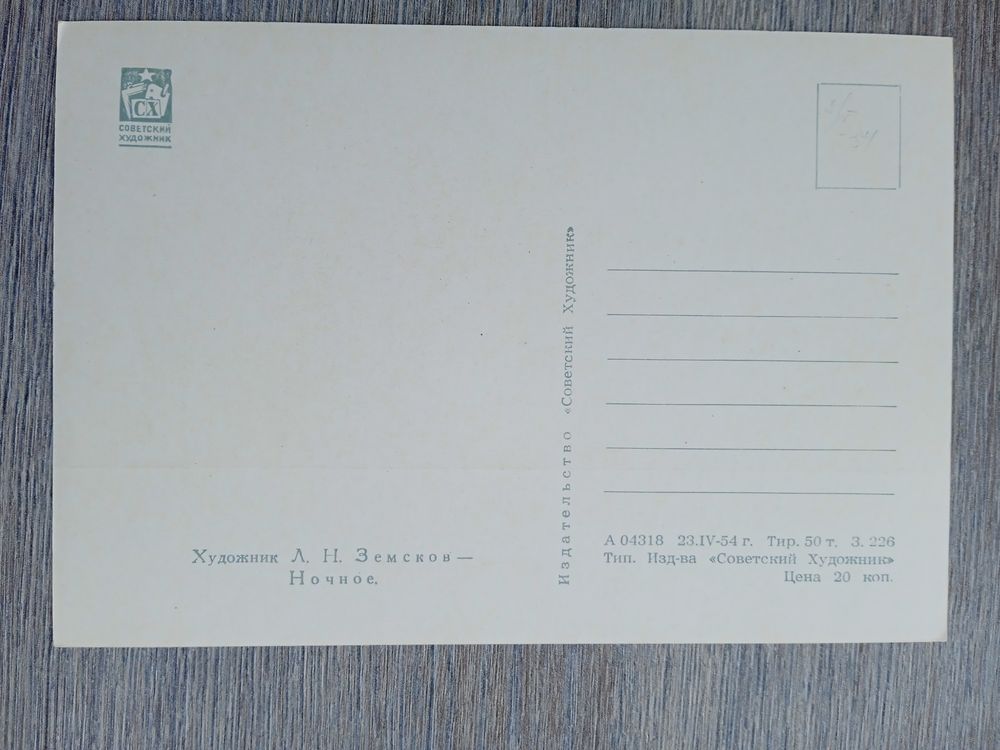 СХ
СОВЕТСКИЙ
ХУДОЖНИК
Художник Л. Н. Земсков —
Ночное.
Издательство «Советский Художник»
А 04318 23.IV-54 г. Тир. 50 т. З. 226
Тип. Изд-ва «Советский Художник»
Цена 20 коп.